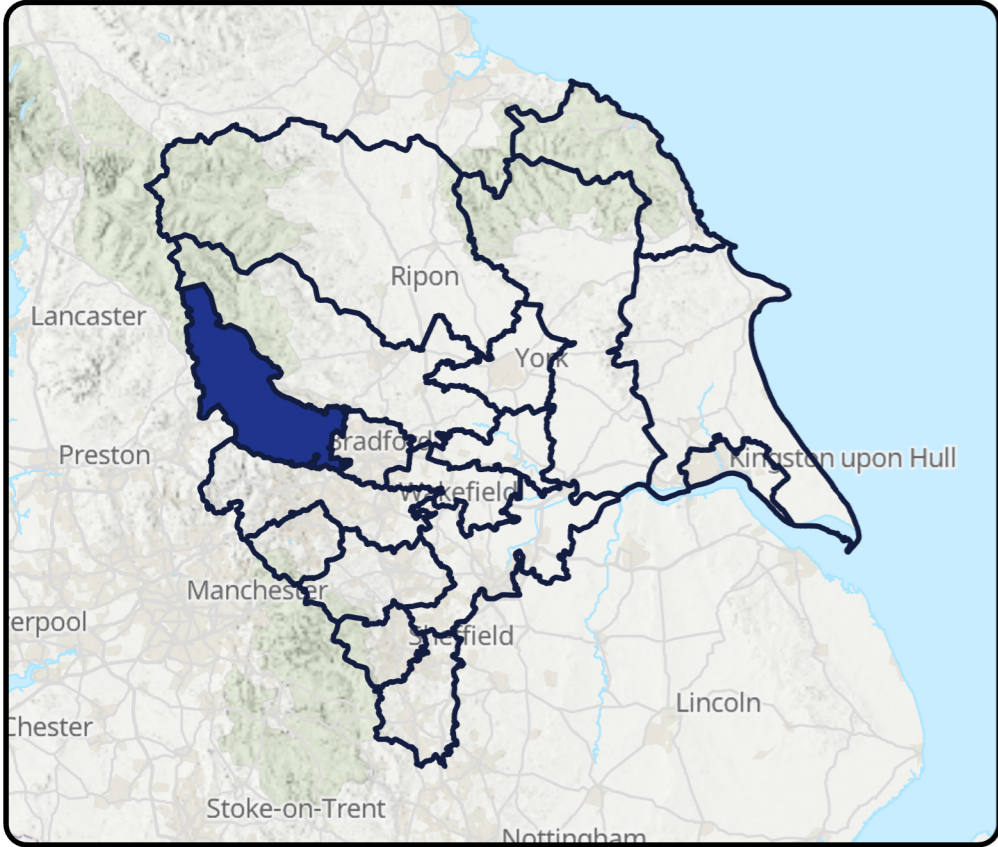 Ripon
Lancaster
York
Bradford
Preston
Kingston upon Hull
Wakefield
Manchester
erpool
Sheffield
Lincoln
Chester
Stoke-on-Trent
Nottingham